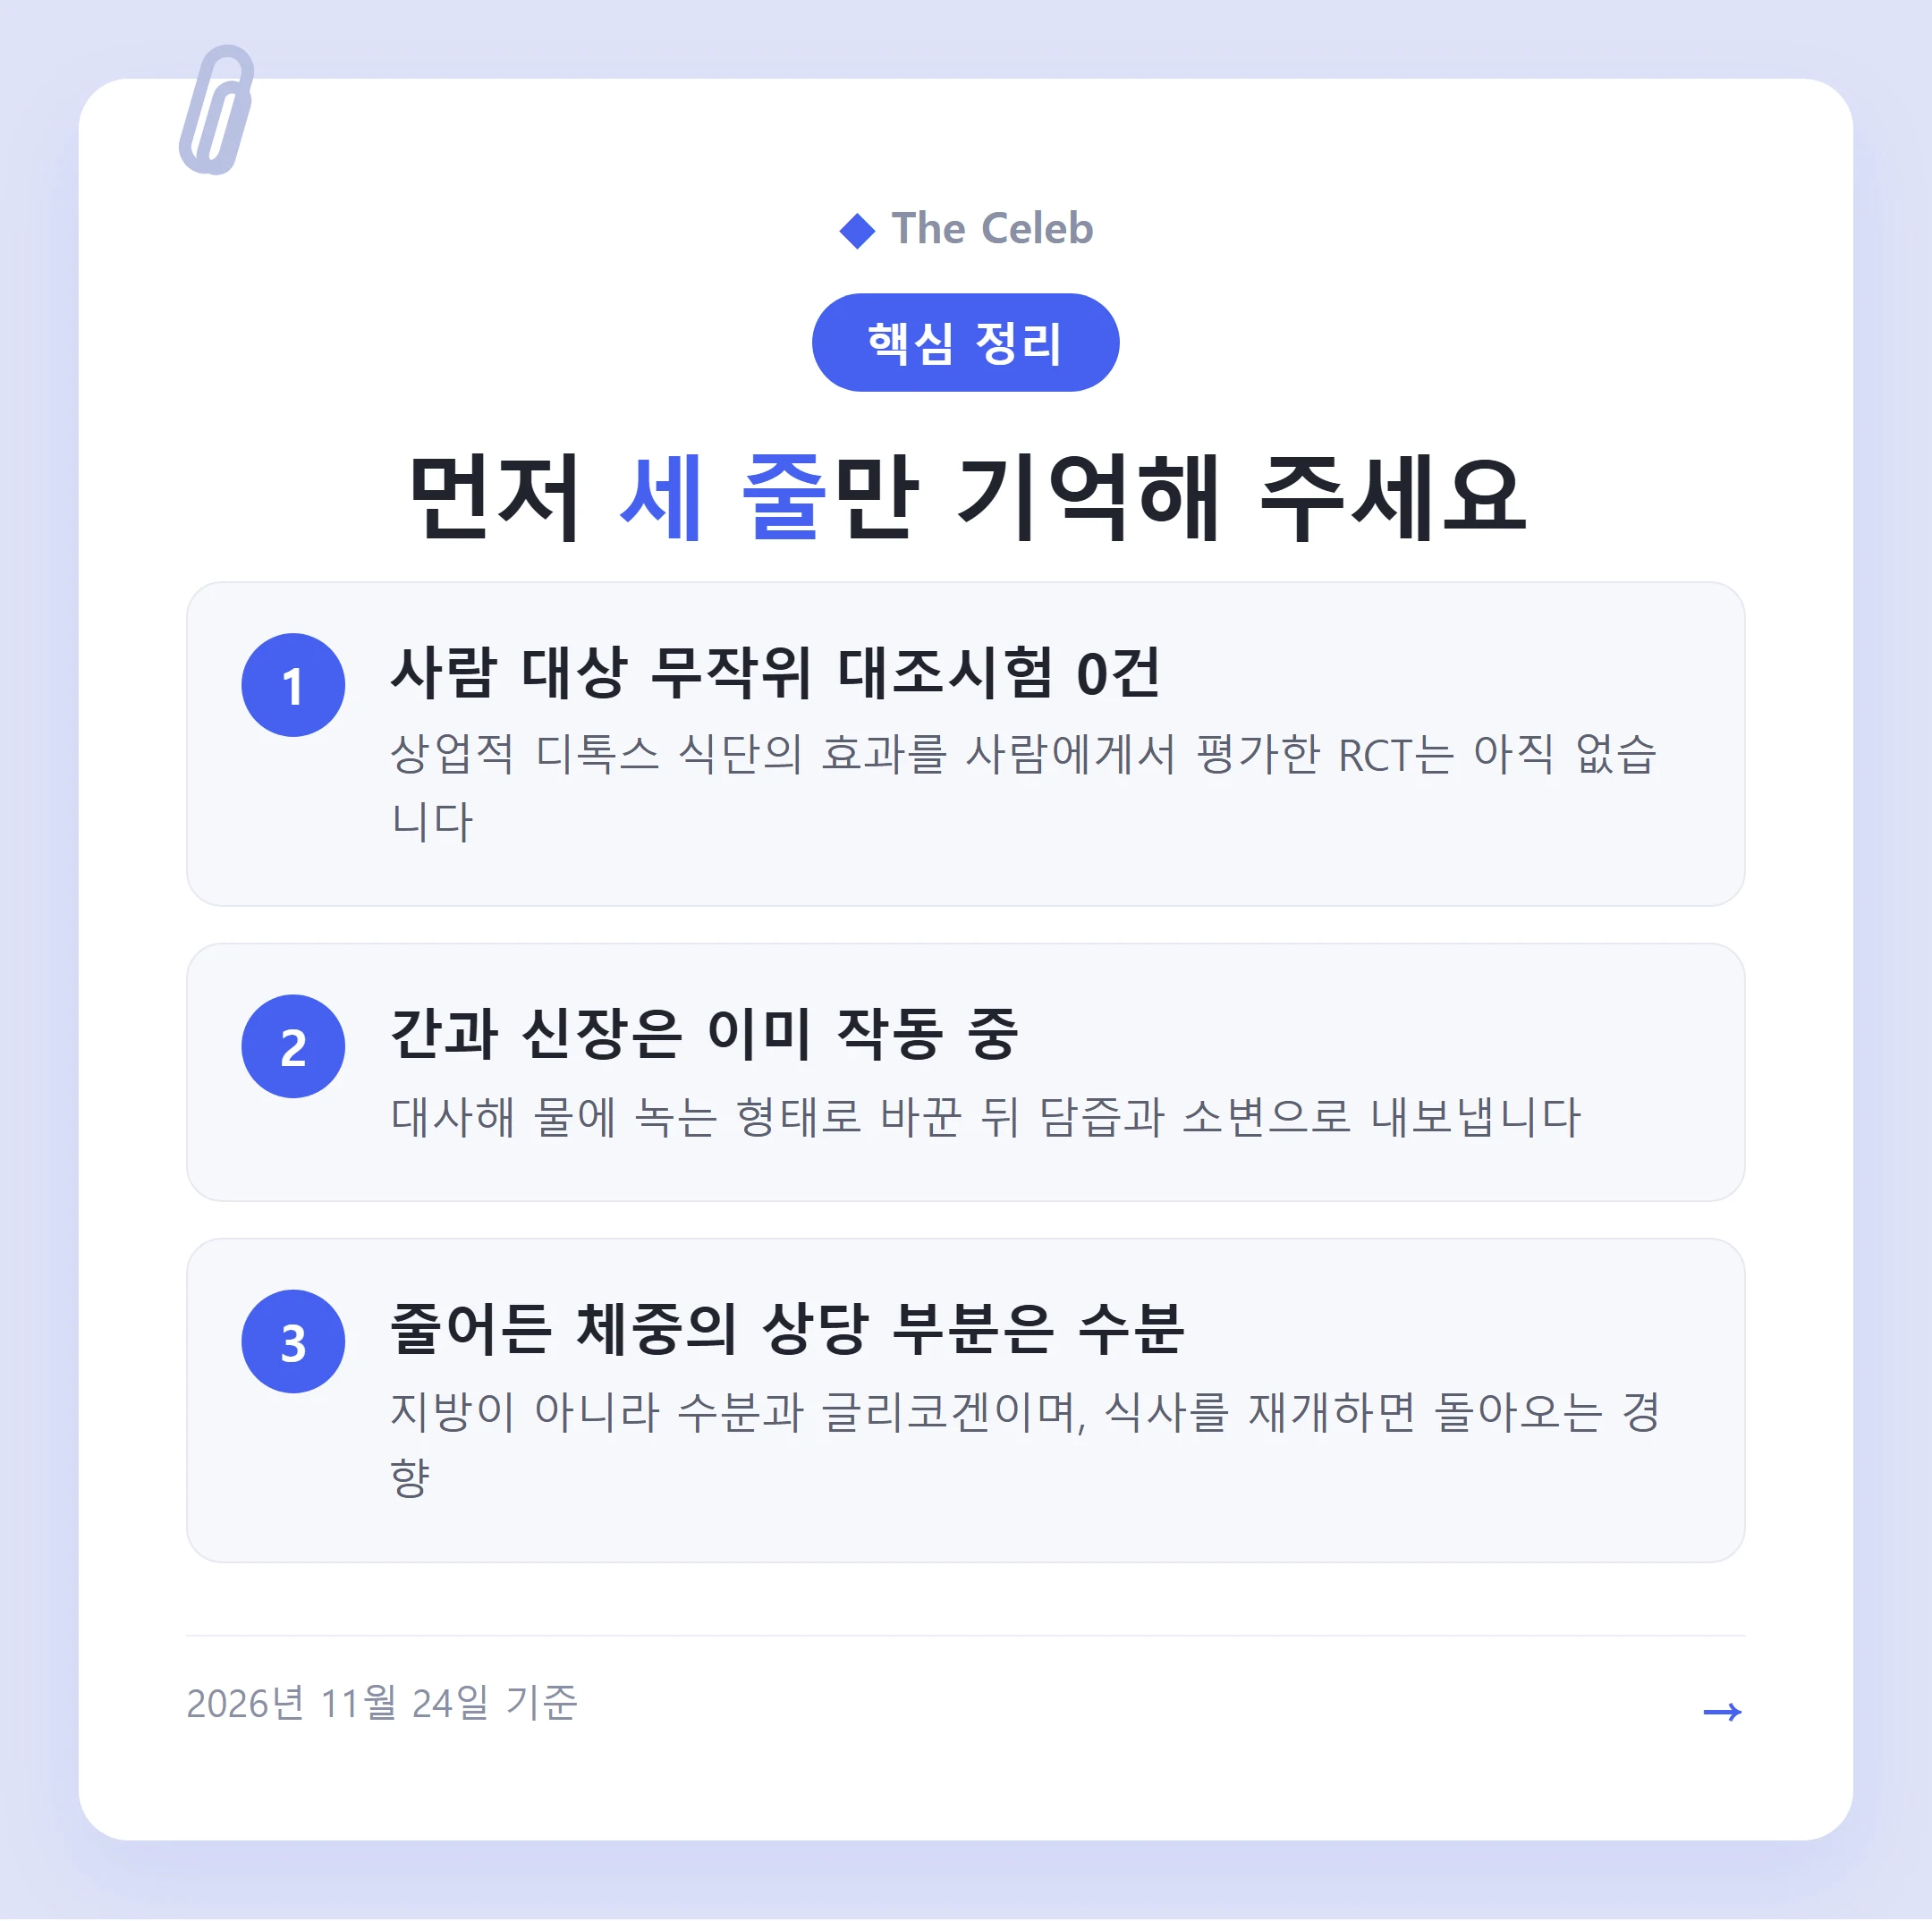 ◆ The Celeb
핵심 정리
먼저 세 줄만 기억해 주세요
1
사람 대상 무작위 대조시험 0건
상업적 디톡스 식단의 효과를 사람에게서 평가한 RCT는 아직 없습
니다
2
간과 신장은 이미 작동 중
대사해 물에 녹는 형태로 바꾼 뒤 담즙과 소변으로 내보냅니다
3
줄어든 체중의 상당 부분은 수분
지방이 아니라 수분과 글리코겐이며, 식사를 재개하면 돌아오는 경
향
2026년 11월 24일 기준
→